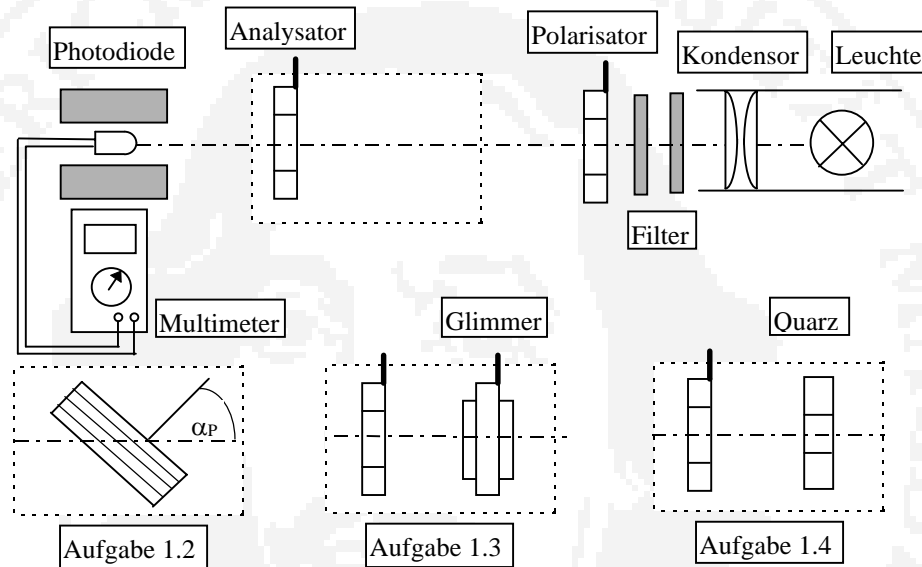 Analysator
Photodiode
Polarisator
Kondensor
Leuchte
Filter
Multimeter
Glimmer
Quarz
αP
Aufgabe 1.2
Aufgabe 1.3
Aufgabe 1.4